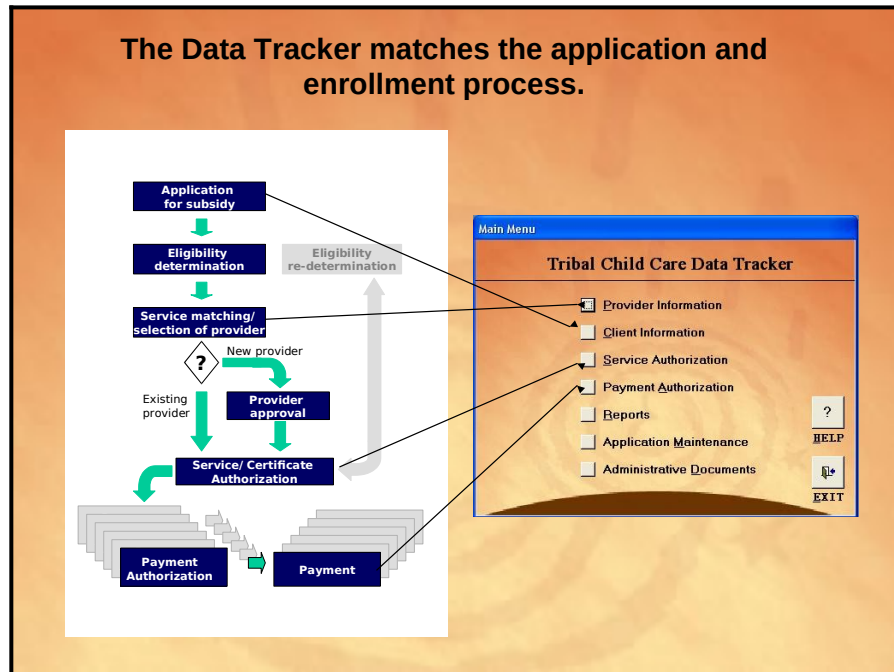 The Data Tracker matches the application and
enrollment process.
Application
for subsidy
Eligibility
determination
Eligibility
re-determination
Service matching/
selection of provider
?
New provider
Existing
provider
Provider
approval
Service/ Certificate
Authorization
Payment
Authorization
Payment
Main Menu
Tribal Child Care Data Tracker
Provider Information
Client Information
Service Authorization
Payment Authorization
Reports
Application Maintenance
Administrative Documents
?
HELP
EXIT